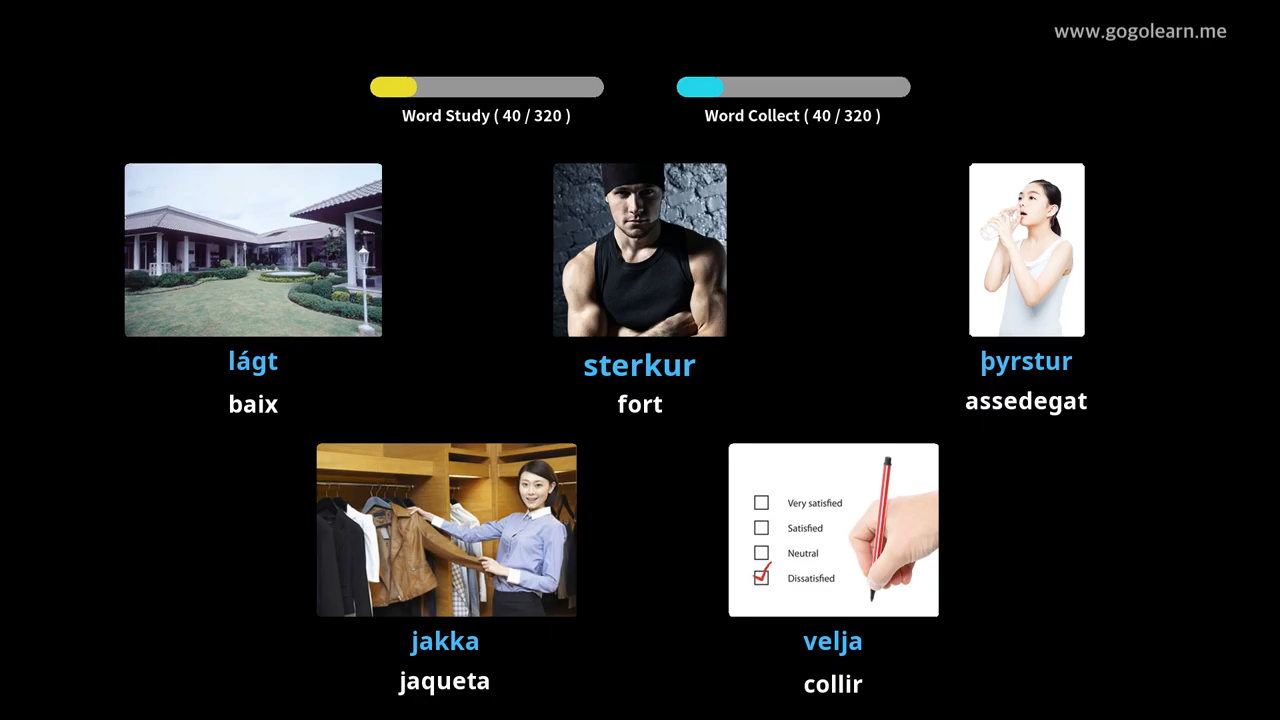 www.gogolearn.me
Word Study ( 40 / 320 )
Word Collect ( 40 / 320 )
lágt
baix
sterkur
fort
þyrstur
assedegat
jakka
jaqueta
Very satisfied
Satisfied
Neutral
Dissatisfied
velja
collir